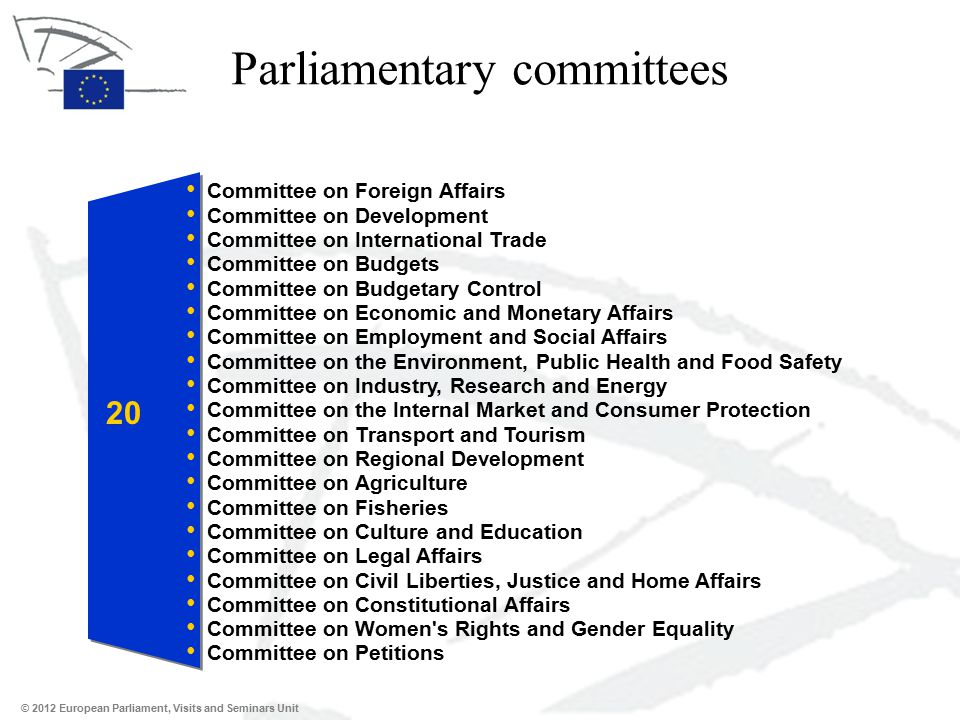 Parliamentary committees
• Committee on Foreign Affairs
• Committee on Development
• Committee on International Trade
• Committee on Budgets
• Committee on Budgetary Control
• Committee on Economic and Monetary Affairs
• Committee on Employment and Social Affairs
• Committee on the Environment, Public Health and Food Safety
• Committee on Industry, Research and Energy
20
• Committee on the Internal Market and Consumer Protection
• Committee on Transport and Tourism
• Committee on Regional Development
• Committee on Agriculture
• Committee on Fisheries
• Committee on Culture and Education
• Committee on Legal Affairs
• Committee on Civil Liberties, Justice and Home Affairs
• Committee on Constitutional Affairs
• Committee on Women's Rights and Gender Equality
• Committee on Petitions
© 2012 European Parliament, Visits and Seminars Unit